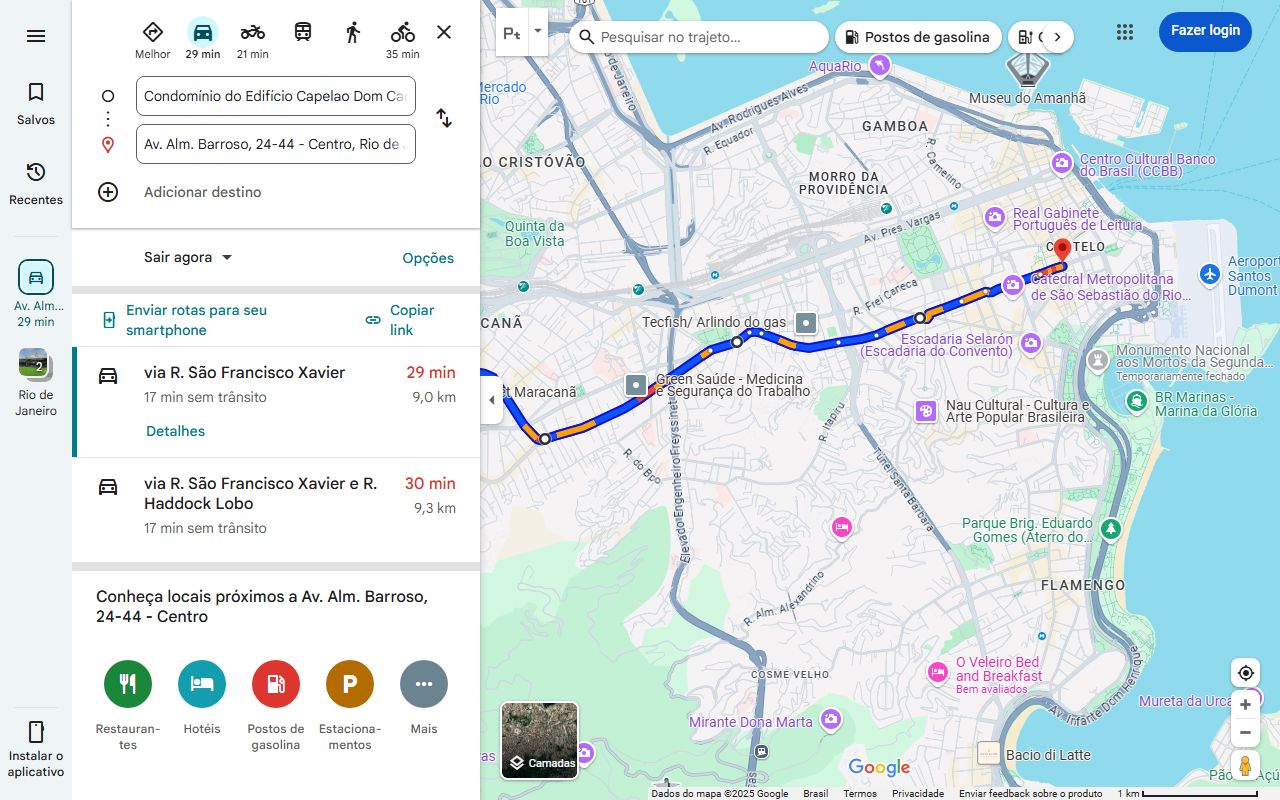 Melhor
29 min
21 min
35 min
Salvos
Recentes
Av. Alm...
29 min
2
Rio de
Janeiro
Instalar o
aplicativo
Condomínio do Edifício Capelao Dom Ca
Av. Alm. Barroso, 24-44 - Centro, Rio de
Adicionar destino
Sair agora
Opções
Enviar rotas para seu
smartphone
Copiar
link
via R. São Francisco Xavier
29 min
17 min sem trânsito
9,0 km
Detalhes
via R. São Francisco Xavier e R.
Haddock Lobo
30 min
9,3 km
17 min sem trânsito
Conheça locais próximos a Av. Alm. Barroso,
24-44 - Centro
Restauran-
tes
Hotéis
Postos de
gasolina
P
Estaciona-
mentos
Mais
Pt
Pesquisar no trajeto...
Postos de gasolina
Fazer login
AquaRio
Museu do Amanhã
Mercado
Rio
de Janeiro
Av. Rodrigues Alves
R. Equador
GAMBOA
R. Camerino
O CRISTÓVÃO
MORRO DA
PROVIDÊNCIA
Centro Cultural Banco
do Brasil (CCBB)
Real Gabinete
Português de Leitura
Av. Pres. Vargas
Quinta da
Boa Vista
Aeropor
Santos
Dumont
Catedral Metropolitana
de São Sebastião do Rio...
R. Frei Caneca
CANÃ
Tecfish/ Arlindo do gas
Escadaria Selarón
(Escadaria do Convento)
Monumento Nacional
aos Mortos da Segunda...
Temporariamente fechado
et Maracanã
Green Saúde - Medicina
e Segurança do Trabalho
BR Marinas -
Marina da Glória
Nau Cultural - Cultura e
Arte Popular Brasileira
R. Itapiru
R. do Bpo
Túnel Santa Bárbara
Elevado Engenheiro Freyssinet
Parque Brig. Eduardo
Gomes (Aterro do...
FLAMENGO
R. Alm. Alexandrino
O Veleiro Bed
and Breakfast
Bem avaliados
COSME VELHO
Av. Infante Dom Henrique
Mureta da Urca
Mirante Dona Marta
Bacio di Latte
as
Camadas
Google
Dados do mapa ©2025 Google
Brasil
Termos
Privacidade
Enviar feedback sobre o produto
1 km